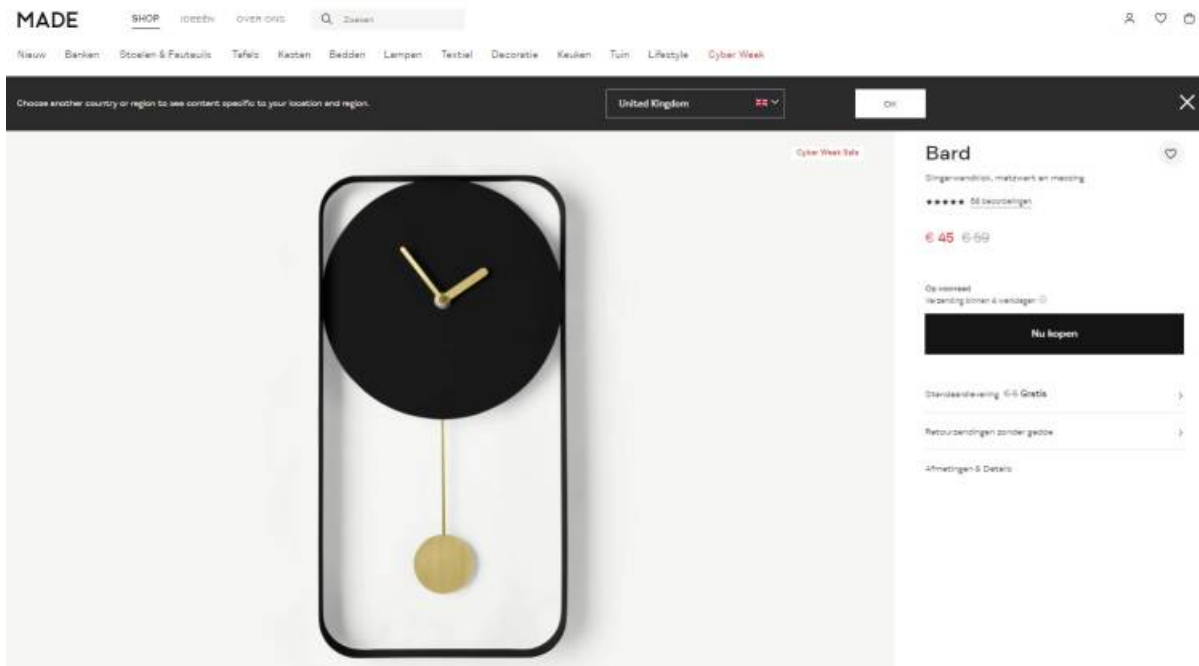 MADE SHOP IDEEËN OVER ONS Zoeken
Nieuw Banken Stoelen & Fauteuils Tafels Kasten Bedden Lampen Textiel Decoratie Keuken Tuin Lifestyle Cyber Week
Choose another country or region to see content specific to your location and region. United Kingdom OK
Cyber Week Sale
Bard
Slingerwandklok, matzwart en messing
56 beoordelingen
€ 45 € 59
Op voorraad
Verzending binnen 4 werkdagen
Nu kopen
Standaardlevering € 5 Gratis
Retourzendingen zonder gedoe
Afmetingen & Details